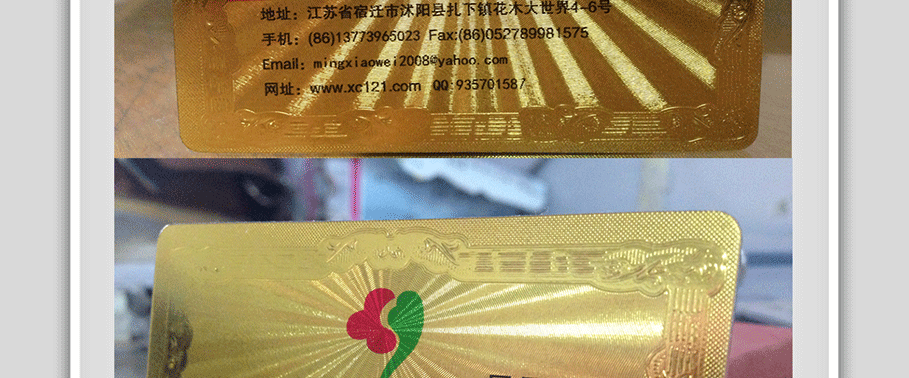 地址：江苏省宿迁市沭阳县扎下镇花木大世界4-6号
手机：(86)13773965023 Fax:(86)052789981575
Email：mingxiaowei2008@yahoo.com
网址：www.xc121.com QQ:935701587